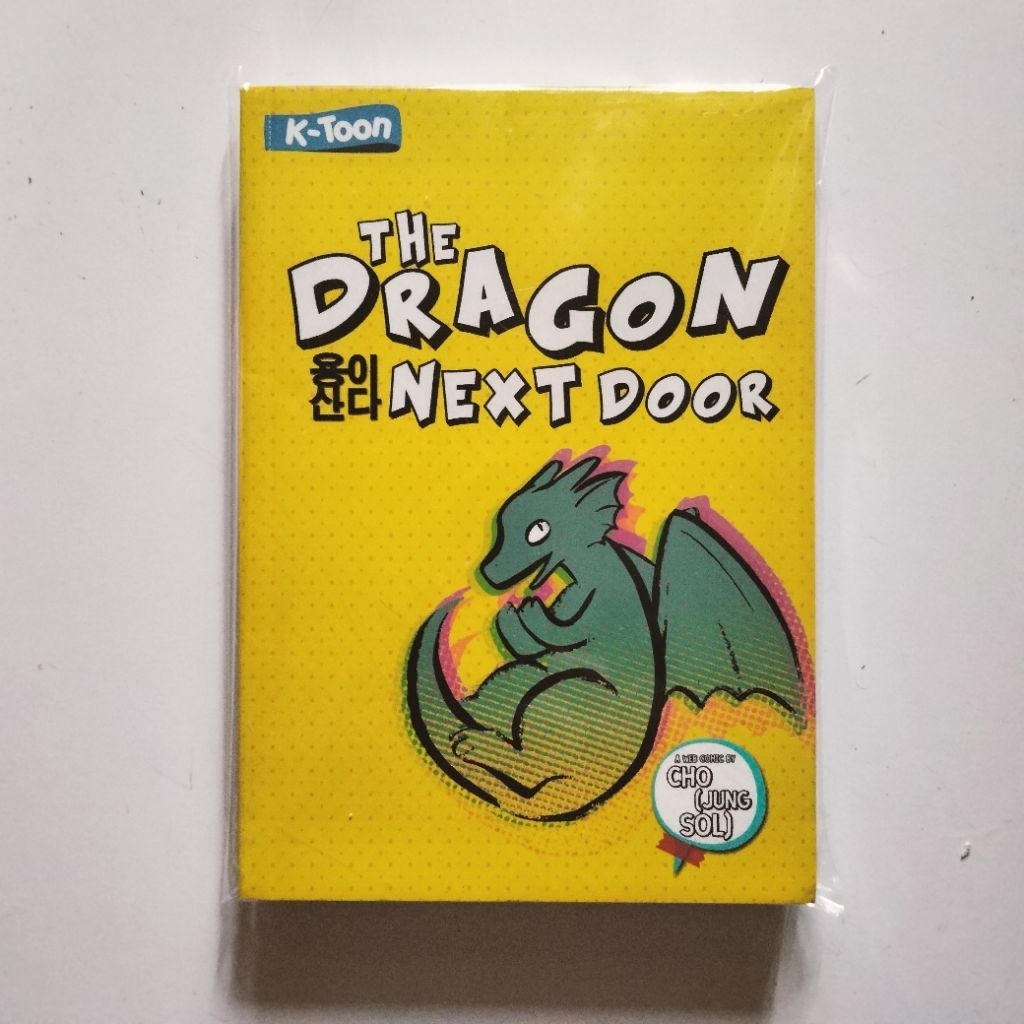 K-Toon
THE
DRAGON
용이
산다
NEXT DOOR
A WEB COMIC BY
CHO
(JUNG
SOL)